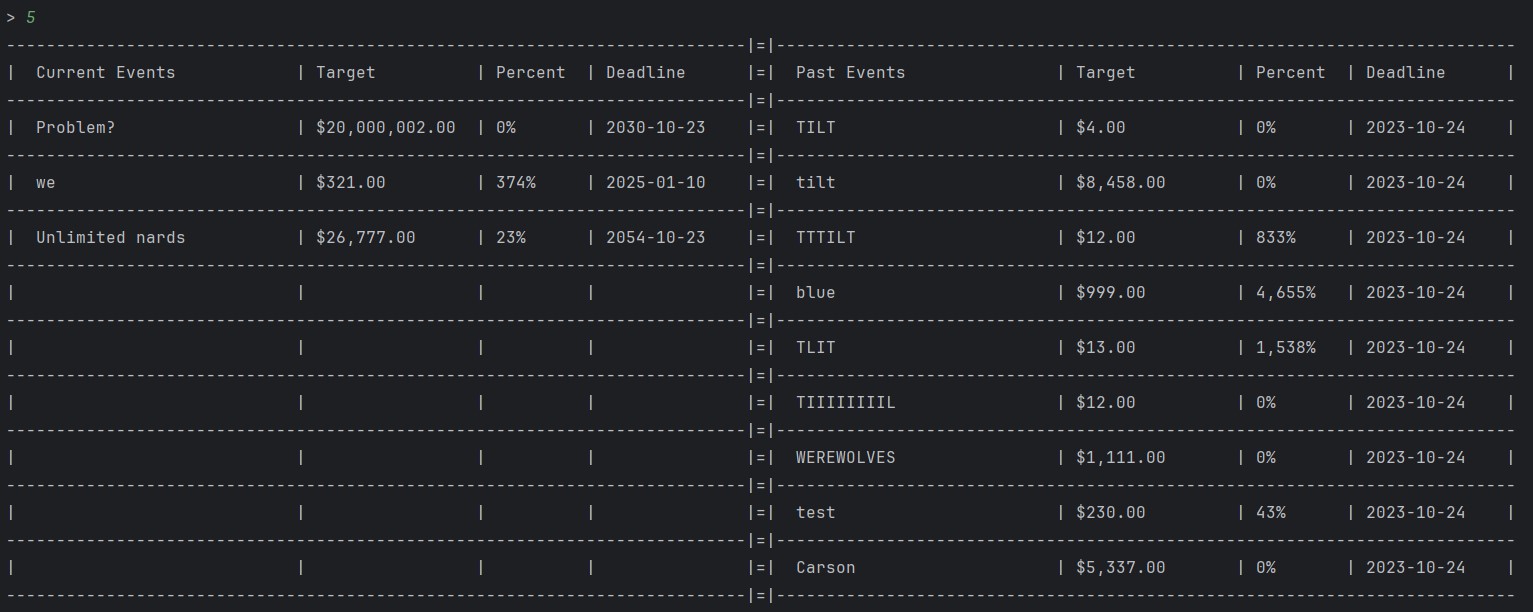 > 5
--------------------------------------------------------------------------|=|--------------------------------------------------------------------------
|  Current Events            | Target          | Percent  | Deadline      |=|  Past Events               | Target          | Percent  | Deadline      |
--------------------------------------------------------------------------|=|--------------------------------------------------------------------------
|  Problem?                  | $20,000,002.00  | 0%       | 2030-10-23    |=|  TILT                      | $4.00           | 0%       | 2023-10-24    |
--------------------------------------------------------------------------|=|--------------------------------------------------------------------------
|  we                        | $321.00         | 374%     | 2025-01-10    |=|  tilt                      | $8,458.00       | 0%       | 2023-10-24    |
--------------------------------------------------------------------------|=|--------------------------------------------------------------------------
|  Unlimited nards           | $26,777.00      | 23%      | 2054-10-23    |=|  TTTILT                    | $12.00          | 833%     | 2023-10-24    |
--------------------------------------------------------------------------|=|--------------------------------------------------------------------------
|                            |                 |          |               |=|  blue                      | $999.00         | 4,655%   | 2023-10-24    |
--------------------------------------------------------------------------|=|--------------------------------------------------------------------------
|                            |                 |          |               |=|  TLIT                      | $13.00          | 1,538%   | 2023-10-24    |
--------------------------------------------------------------------------|=|--------------------------------------------------------------------------
|                            |                 |          |               |=|  TIIIIIIIIL                | $12.00          | 0%       | 2023-10-24    |
--------------------------------------------------------------------------|=|--------------------------------------------------------------------------
|                            |                 |          |               |=|  WEREWOLVES                | $1,111.00       | 0%       | 2023-10-24    |
--------------------------------------------------------------------------|=|--------------------------------------------------------------------------
|                            |                 |          |               |=|  test                      | $230.00         | 43%      | 2023-10-24    |
--------------------------------------------------------------------------|=|--------------------------------------------------------------------------
|                            |                 |          |               |=|  Carson                    | $5,337.00       | 0%       | 2023-10-24    |
--------------------------------------------------------------------------|=|--------------------------------------------------------------------------